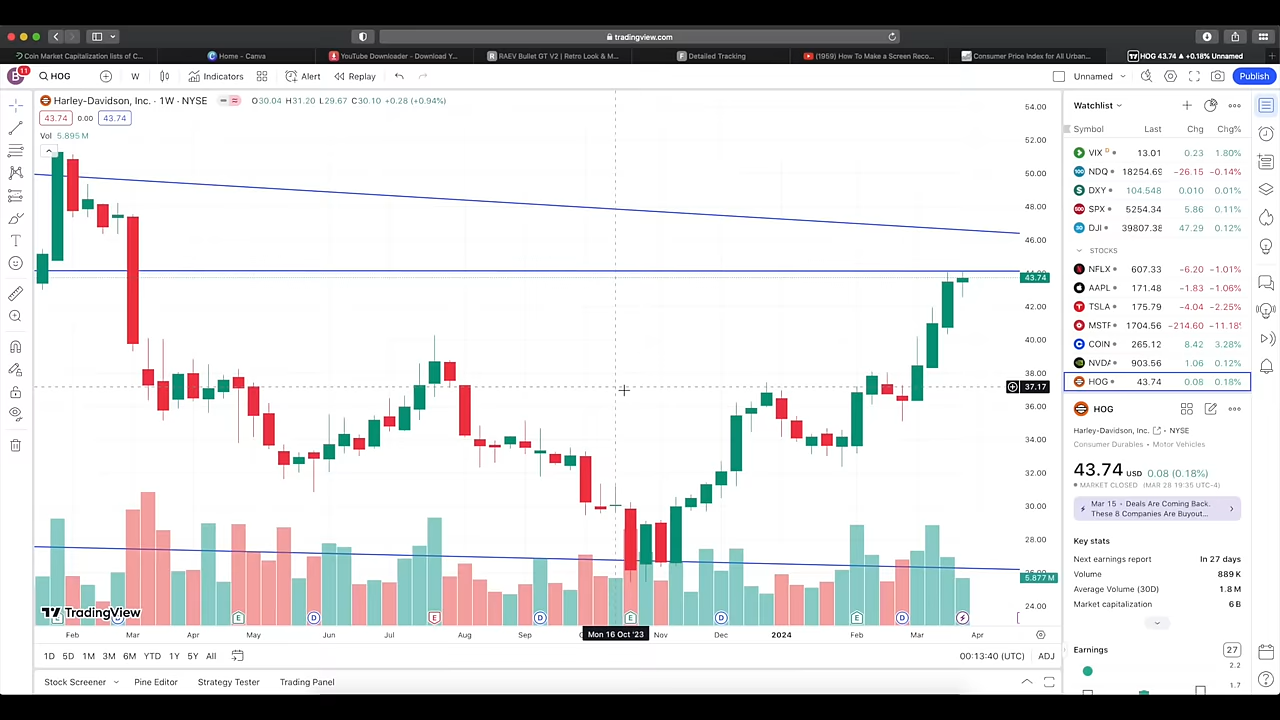 tradingview.com
Coin Market Capitalization lists of C...
Home – Canva
YouTube Downloader - Download Y...
RAEV Bullet GT V2 | Retro Look & M...
Detailed Tracking
(1959) How To Make a Screen Reco...
Consumer Price Index for All Urban...
HOG 43.74 ▲ +0.18% Unnamed
11
HOG
W
Indicators
Alert
Replay
Unnamed
Publish
Harley-Davidson, Inc. · 1W · NYSE
O30.04 H31.20 L29.67 C30.10 +0.28 (+0.94%)
43.74 0.00 43.74
Vol 5.895 M
54.00
52.00
50.00
48.00
46.00
43.74
42.00
40.00
38.00
37.17
36.00
34.00
32.00
30.00
28.00
5.877 M
24.00
TradingView
E D E D E D E D
Feb Mar Apr May Jun Jul Aug Sep Mon 16 Oct '23 Nov Dec 2024 Feb Mar Apr
1D 5D 1M 3M 6M YTD 1Y 5Y All
00:13:40 (UTC)
ADJ
Stock Screener
Pine Editor
Strategy Tester
Trading Panel
Watchlist
Symbol Last Chg Chg%
VIX D 13.01 0.23 1.80%
NDQ 18254.69 −26.15 −0.14%
DXY 104.548 0.010 0.01%
SPX 5254.34 5.86 0.11%
DJI 39807.38 47.29 0.12%
STOCKS
NFLX 607.33 −6.20 −1.01%
AAPL 171.48 −1.83 −1.06%
TSLA 175.79 −4.04 −2.25%
MSTR 1704.56 −214.60 −11.18%
COIN 265.12 8.42 3.28%
NVDA 903.56 1.06 0.12%
HOG 43.74 0.08 0.18%
HOG
Harley-Davidson, Inc. • NYSE
Consumer Durables • Motor Vehicles
43.74 USD 0.08 (0.18%)
MARKET CLOSED (MAR 28 19:35 UTC-4)
Mar 15 • Deals Are Coming Back.
These 8 Companies Are Buyout...
Key stats
Next earnings report In 27 days
Volume 889 K
Average Volume (30D) 1.8 M
Market capitalization 6 B
Earnings 27
2.2
1.7